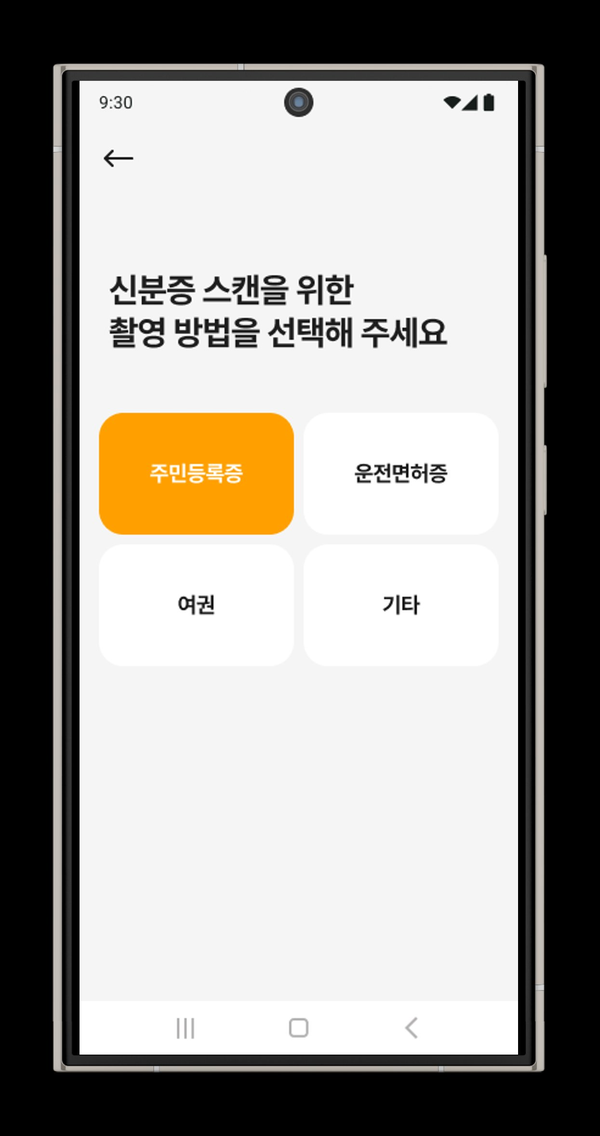 9:30
신분증 스캔을 위한
촬영 방법을 선택해 주세요
주민등록증
운전면허증
여권
기타